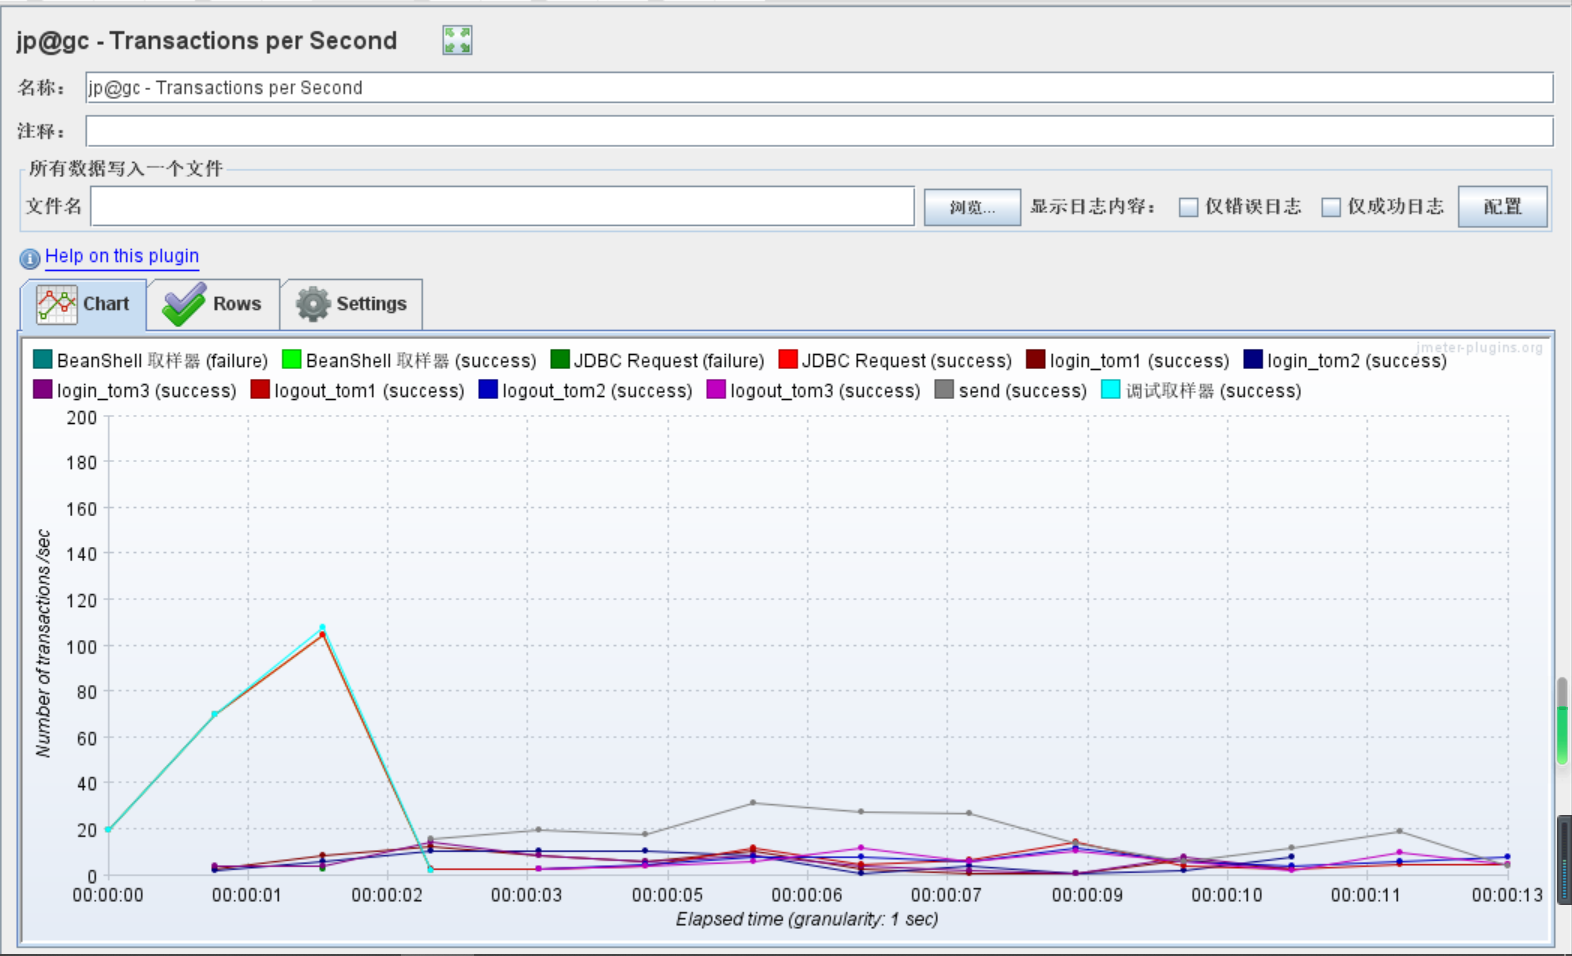 jp@gc - Transactions per Second
名称： jp@gc - Transactions per Second
注释：
所有数据写入一个文件
文件名 浏览... 显示日志内容： 仅错误日志 仅成功日志 配置
Help on this plugin
Chart Rows Settings
jmeter-plugins.org
BeanShell 取样器 (failure) BeanShell 取样器 (success) JDBC Request (failure) JDBC Request (success) login_tom1 (success) login_tom2 (success)
login_tom3 (success) logout_tom1 (success) logout_tom2 (success) logout_tom3 (success) send (success) 调试取样器 (success)
200
180
160
140
120
100
80
60
40
20
0
Number of transactions/sec
00:00:00 00:00:01 00:00:02 00:00:03 00:00:05 00:00:06 00:00:07 00:00:09 00:00:10 00:00:11 00:00:13
Elapsed time (granularity: 1 sec)